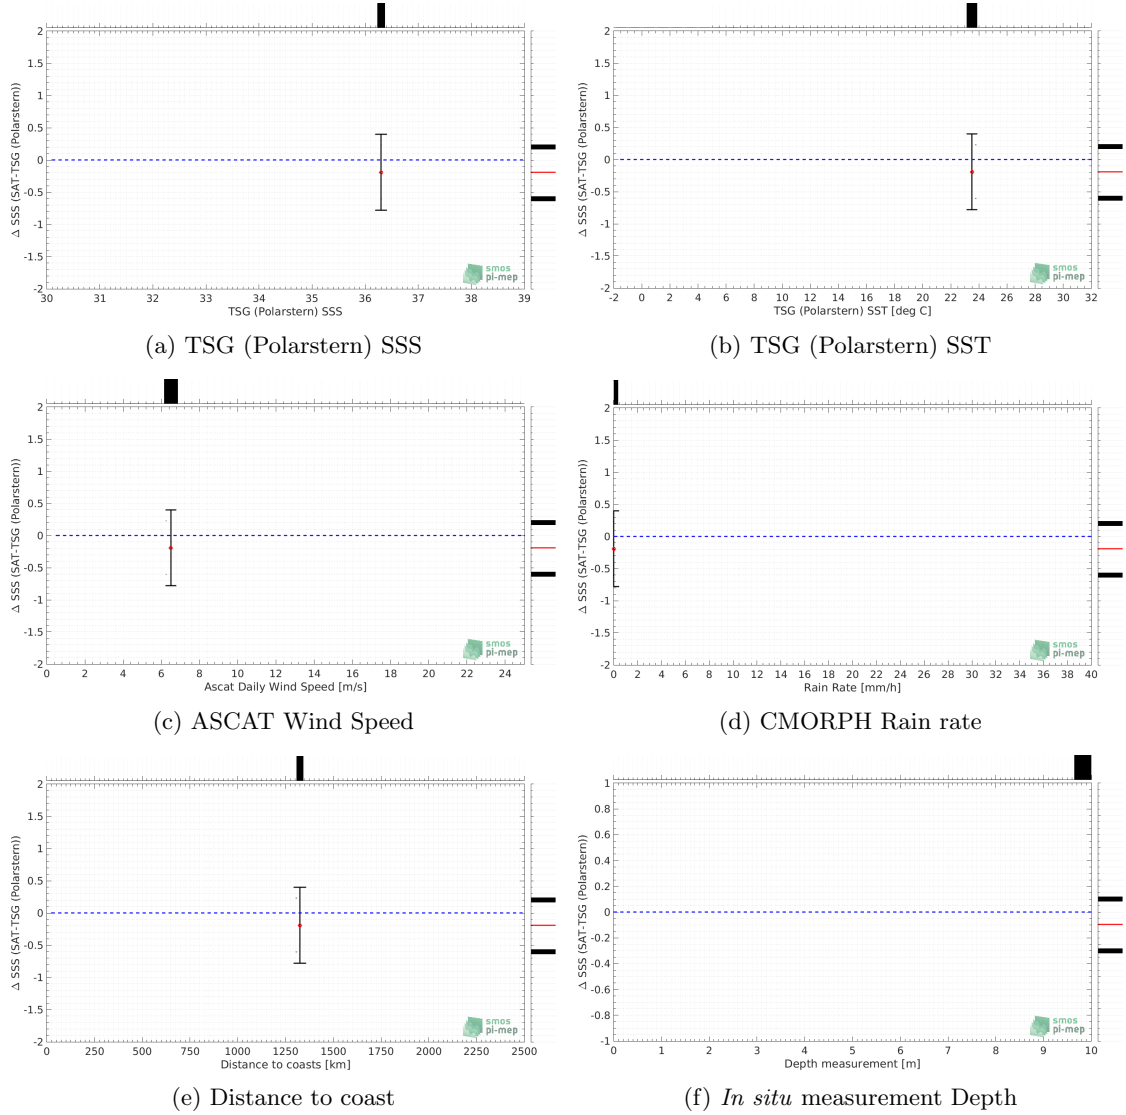 2
1.5
1
0.5
0
-0.5
-1
-1.5
-2
Δ SSS (SAT-TSG (Polarstern))
30 31 32 33 34 35 36 37 38 39
TSG (Polarstern) SSS
smos
pi-mep
(a) TSG (Polarstern) SSS
2
1.5
1
0.5
0
-0.5
-1
-1.5
-2
Δ SSS (SAT-TSG (Polarstern))
-2 0 2 4 6 8 10 12 14 16 18 20 22 24 26 28 30 32
TSG (Polarstern) SST [deg C]
smos
pi-mep
(b) TSG (Polarstern) SST
2
1.5
1
0.5
0
-0.5
-1
-1.5
-2
Δ SSS (SAT-TSG (Polarstern))
0 2 4 6 8 10 12 14 16 18 20 22 24
Ascat Daily Wind Speed [m/s]
smos
pi-mep
(c) ASCAT Wind Speed
2
1.5
1
0.5
0
-0.5
-1
-1.5
-2
Δ SSS (SAT-TSG (Polarstern))
0 2 4 6 8 10 12 14 16 18 20 22 24 26 28 30 32 34 36 38 40
Rain Rate [mm/h]
smos
pi-mep
(d) CMORPH Rain rate
2
1.5
1
0.5
0
-0.5
-1
-1.5
-2
Δ SSS (SAT-TSG (Polarstern))
0 250 500 750 1000 1250 1500 1750 2000 2250 2500
Distance to coasts [km]
smos
pi-mep
(e) Distance to coast
1
0.8
0.6
0.4
0.2
0
-0.2
-0.4
-0.6
-0.8
-1
Δ SSS (SAT-TSG (Polarstern))
0 1 2 3 4 5 6 7 8 9 10
Depth measurement [m]
smos
pi-mep
(f) In situ measurement Depth